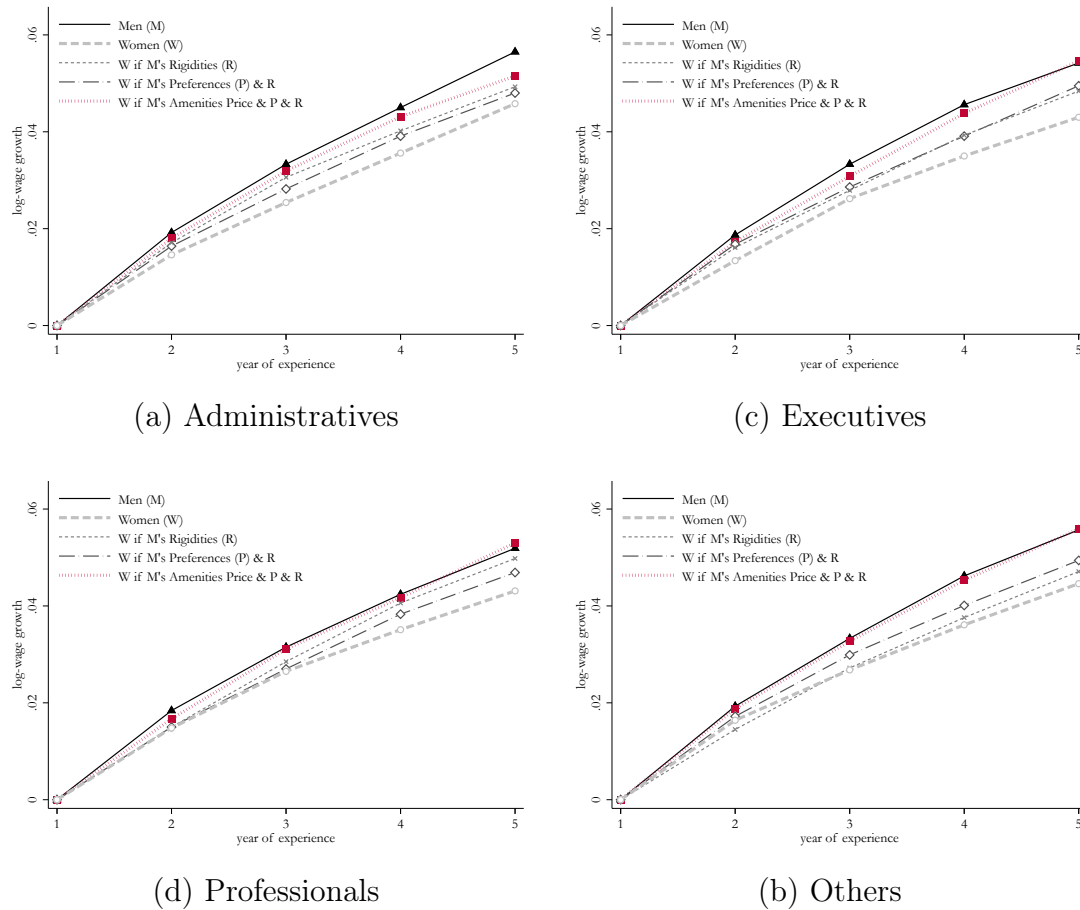 Men (M)
Women (W)
W if M's Rigidities (R)
W if M's Preferences (P) & R
W if M's Amenities Price & P & R
log-wage growth
0
.02
.04
.06
1 2 3 4 5
year of experience
(a) Administratives
Men (M)
Women (W)
W if M's Rigidities (R)
W if M's Preferences (P) & R
W if M's Amenities Price & P & R
log-wage growth
0
.02
.04
.06
1 2 3 4 5
year of experience
(c) Executives
Men (M)
Women (W)
W if M's Rigidities (R)
W if M's Preferences (P) & R
W if M's Amenities Price & P & R
log-wage growth
0
.02
.04
.06
1 2 3 4 5
year of experience
(d) Professionals
Men (M)
Women (W)
W if M's Rigidities (R)
W if M's Preferences (P) & R
W if M's Amenities Price & P & R
log-wage growth
0
.02
.04
.06
1 2 3 4 5
year of experience
(b) Others